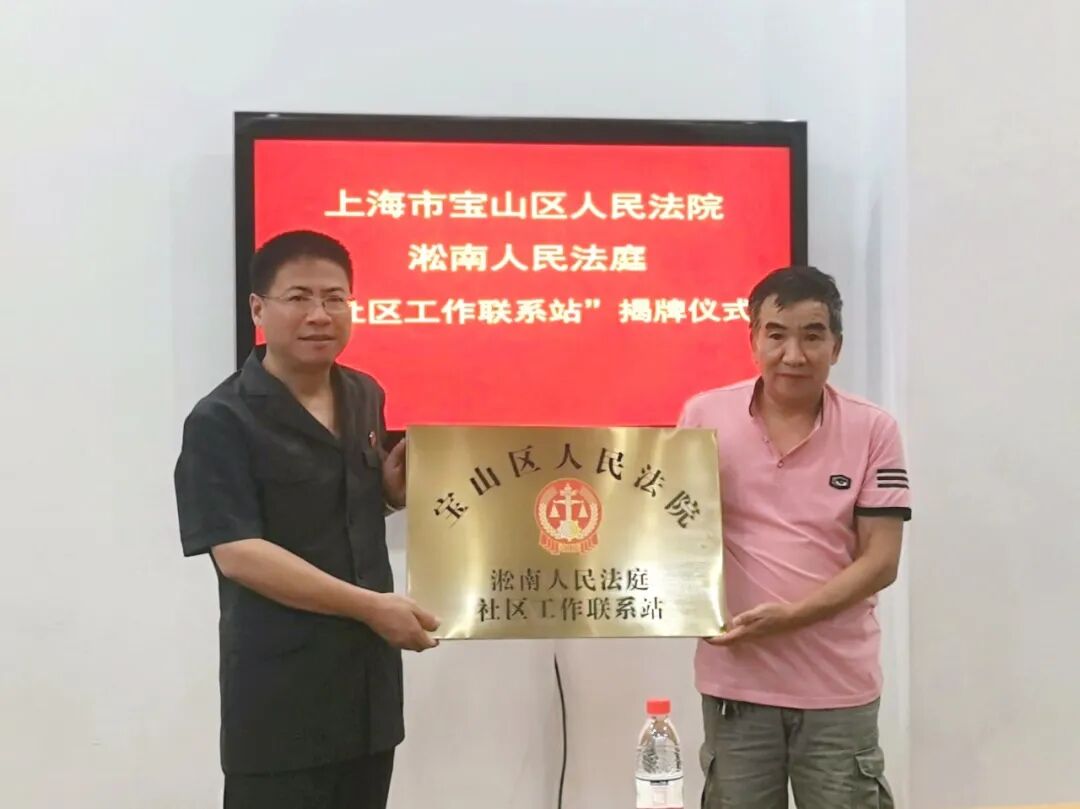 上海市宝山区人民法院
淞南人民法庭
社区工作联系站”揭牌仪式
宝山区人民法院
淞南人民法庭
社区工作联系站